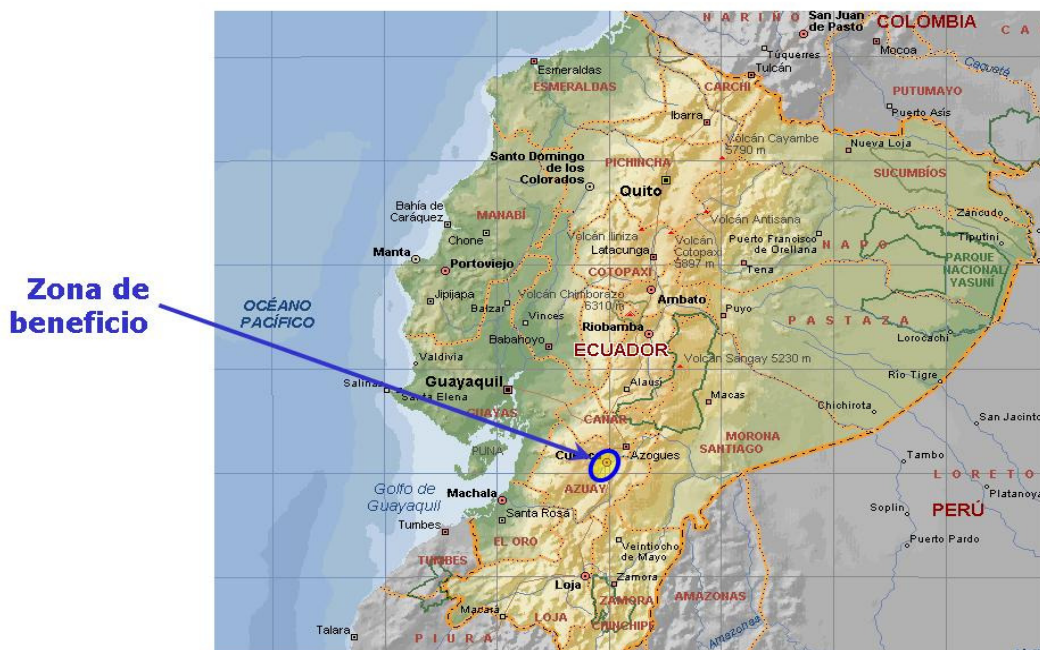 NARIÑO
San Juan
de Pasto
COLOMBIA
C A
Túquerres
Mocoa
Caquetá
Esmeraldas
ESMERALDAS
Tulcán
CARCHI
PUTUMAYO
Puerto Asís
Ibarra
Volcán Cayambe
5790 m
Nueva Loja
Santo Domingo
de los
Colorados
PICHINCHA
Quito
SUCUMBÍOS
Bahía de
Caráquez
MANABÍ
Chone
Volcán Antisana
Zancudo
Tiputini
Manta
Portoviejo
Volcán Iliniza
Latacunga
Volcán
Cotopaxi
5897 m
Puerto Francisco
de Orellana
NAPO
Tena
PARQUE
NACIONAL
YASUNÍ
COTOPAXI
Zona de
beneficio
OCÉANO
PACÍFICO
Jipijapa
Balzar
Volcán Chimborazo
6310 m
Ambato
Vinces
Puyo
PASTAZA
Riobamba
Babahoyo
ECUADOR
Lorocachi
Valdivia
Volcán Sangay 5230 m
Río Tigre
Salinas
Santa Elena
Guayaquil
Alausí
Macas
GUAYAS
Chichirota
San Jacinto
CAÑAR
MORONA
SANTIAGO
PUNÁ
Azogues
Tambo
LORETO
AZUAY
Golfo de
Guayaquil
Machala
Platanoya
Santa Rosa
Soplin
PERÚ
Tumbes
EL ORO
Veintiocho
de Mayo
Puerto Pardo
TUMBES
Loja
Zamora
ZAMORA
CHINCHIPE
AMAZONAS
Macará
LOJA
Talara
PIURA
Amazonas